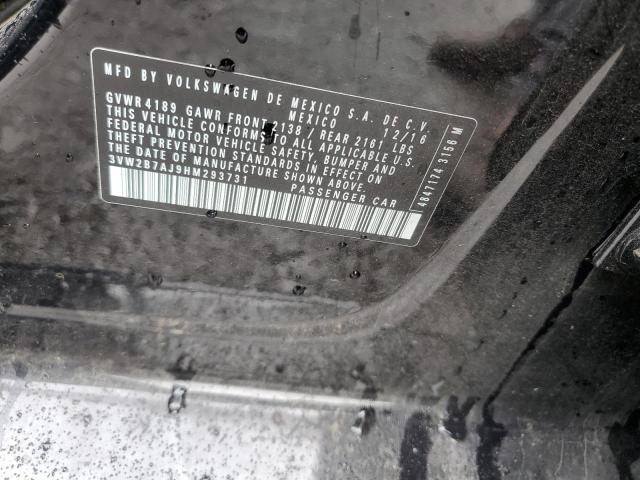 MFD BY VOLKSWAGEN DE MEXICO S.A. DE C.V.
MEXICO 12/16
GVWR 4189 GAWR FRONT 2138 / REAR 2161 LBS
THIS VEHICLE CONFORMS TO ALL APPLICABLE U.S.
FEDERAL MOTOR VEHICLE SAFETY, BUMPER AND
THEFT PREVENTION STANDARDS IN EFFECT ON
THE DATE OF MANUFACTURE SHOWN ABOVE.
3VW2B7AJ9HM293731 PASSENGER CAR
4847174 3158 M